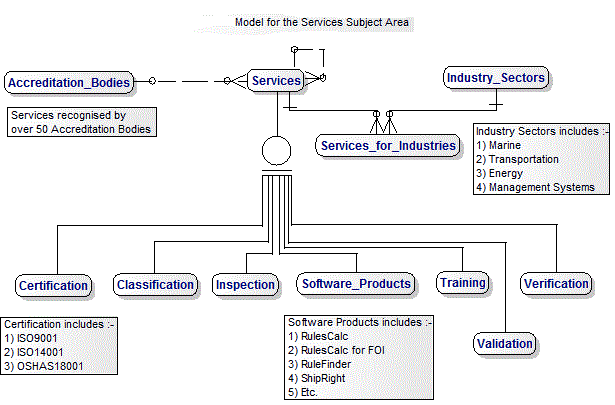 Model for the Services Subject Area
Accreditation_Bodies
Services
Industry_Sectors
Services recognised by
over 50 Accreditation Bodies
Services_for_Industries
Industry Sectors includes :-
1) Marine
2) Transportation
3) Energy
4) Management Systems
Certification
Classification
Inspection
Software_Products
Training
Verification
Certification includes :-
1) ISO9001
2) ISO14001
3) OSHAS18001
Software Products includes :-
1) RulesCalc
2) RulesCalc for FOI
3) RuleFinder
4) ShipRight
5) Etc.
Validation